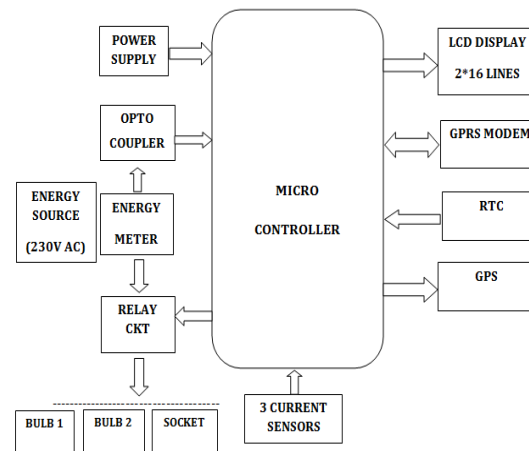 POWER
SUPPLY
LCD DISPLAY
2*16 LINES
OPTO
COUPLER
GPRS MODEM
ENERGY
SOURCE
(230V AC)
ENERGY
METER
MICRO
CONTROLLER
RTC
GPS
RELAY
CKT
3 CURRENT
SENSORS
BULB 1
BULB 2
SOCKET